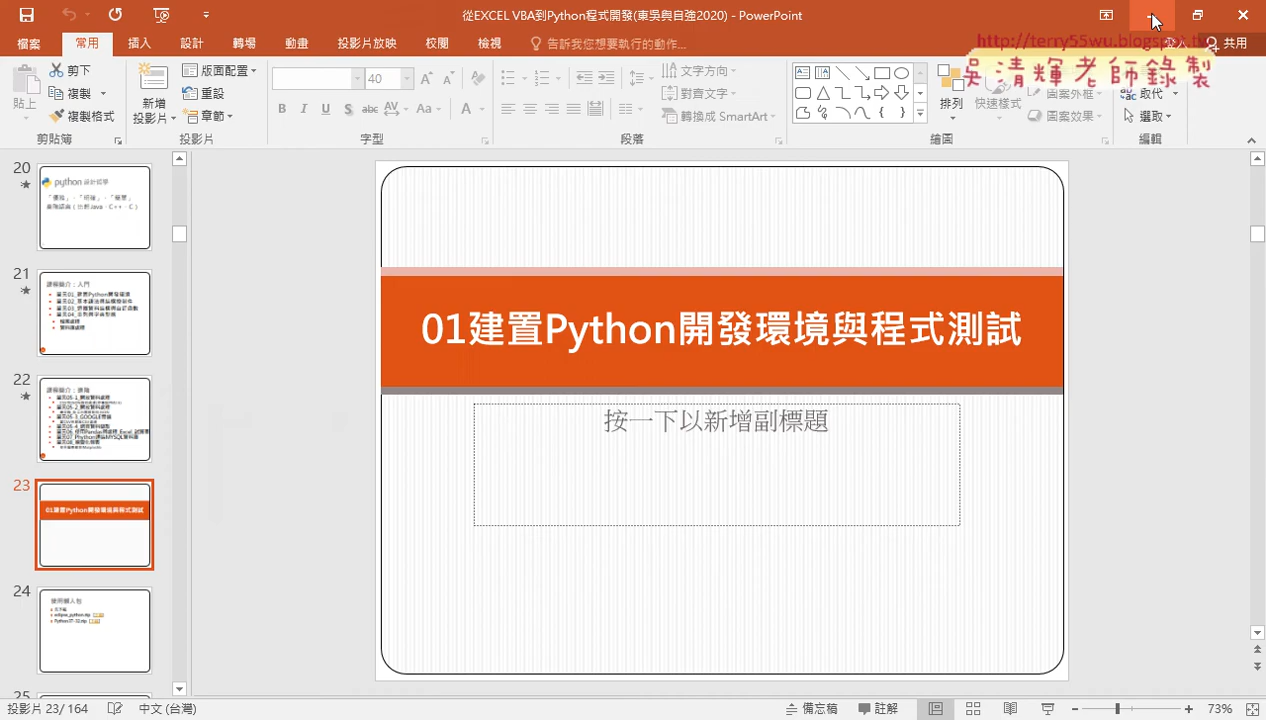 從EXCEL VBA到Python程式開發(東吳與自強2020) - PowerPoint
檔案
常用
插入
設計
轉場
動畫
投影片放映
校閱
檢視
告訴我您想要執行的動作...
登入
共用
http://terry55wu.blogspot.tw
吳清輝老師錄製
貼上
剪下
複製
複製格式
剪貼簿
新增
投影片
版面配置
重設
章節
投影片
40
B I U S abc AV Aa A
字型
文字方向
對齊文字
轉換成 SmartArt
段落
排列
快速樣式
圖案外框
圖案效果
繪圖
取代
選取
編輯
20
python 設計哲學
21
課程簡介：入門
22
課程簡介：進階
23
01建置Python開發環境與程式測試
24
使用懶人包
eclipse_python.zip
25
01建置Python開發環境與程式測試
按一下以新增副標題
投影片 23/164
中文 (台灣)
備忘稿
註解
73%